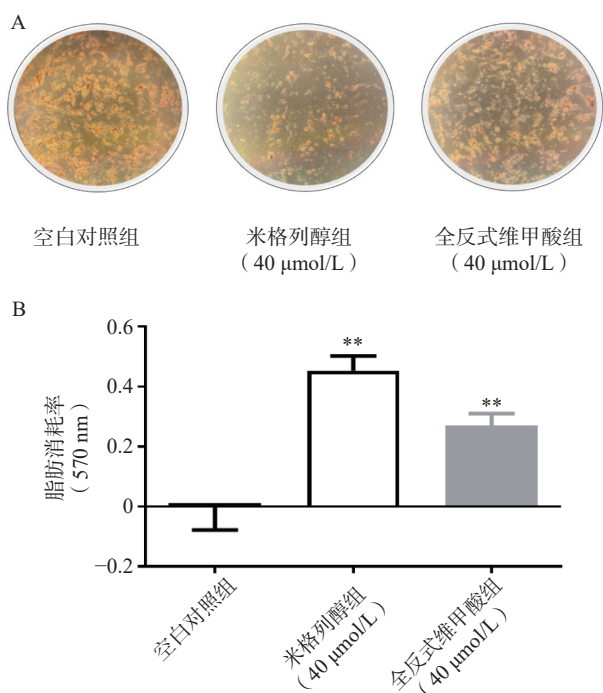 A
空白对照组
米格列醇组
（40 μmol/L）
全反式维甲酸组
（40 μmol/L）
B
脂肪消耗率
（570 nm）
0.6
0.4
0.2
0
−0.2
**
**
空白对照组
米格列醇组
（40 μmol/L）
全反式维甲酸组
（40 μmol/L）